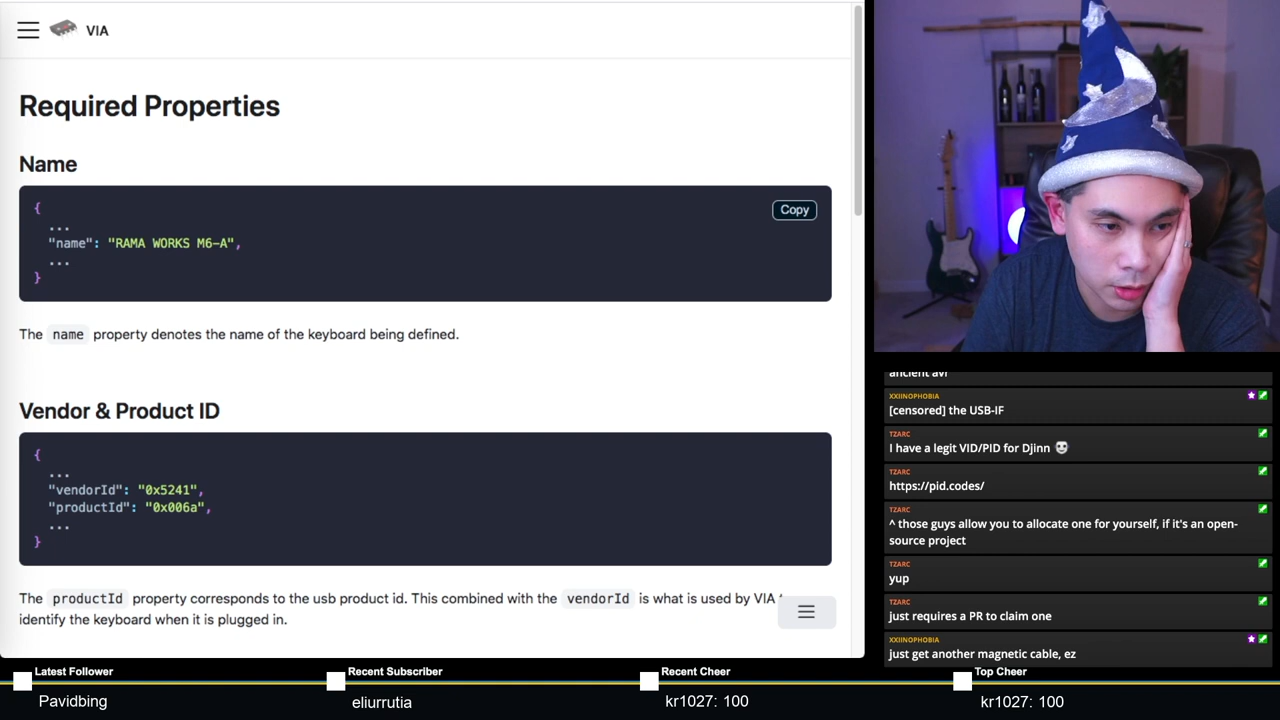 VIA
Required Properties
Name
{
...
"name": "RAMA WORKS M6-A",
...
}
Copy
The name property denotes the name of the keyboard being defined.
Vendor & Product ID
{
...
"vendorId": "0x5241",
"productId": "0x006a",
...
}
The productId property corresponds to the usb product id. This combined with the vendorId is what is used by VIA
identify the keyboard when it is plugged in.
ancient avr
XXIINOPHOBIA
[censored] the USB-IF
TZARC
I have a legit VID/PID for Djinn
TZARC
https://pid.codes/
TZARC
^ those guys allow you to allocate one for yourself, if it's an open-
source project
TZARC
yup
TZARC
just requires a PR to claim one
XXIINOPHOBIA
just get another magnetic cable, ez
Latest Follower
Pavidbing
Recent Subscriber
eliurrutia
Recent Cheer
kr1027: 100
Top Cheer
kr1027: 100